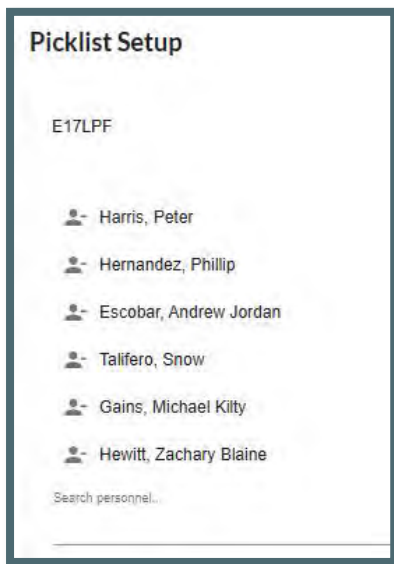 Picklist Setup
E17LPF
Harris, Peter
Hernandez, Phillip
Escobar, Andrew Jordan
Talifero, Snow
Gains, Michael Kilty
Hewitt, Zachary Blaine
Search personnel..